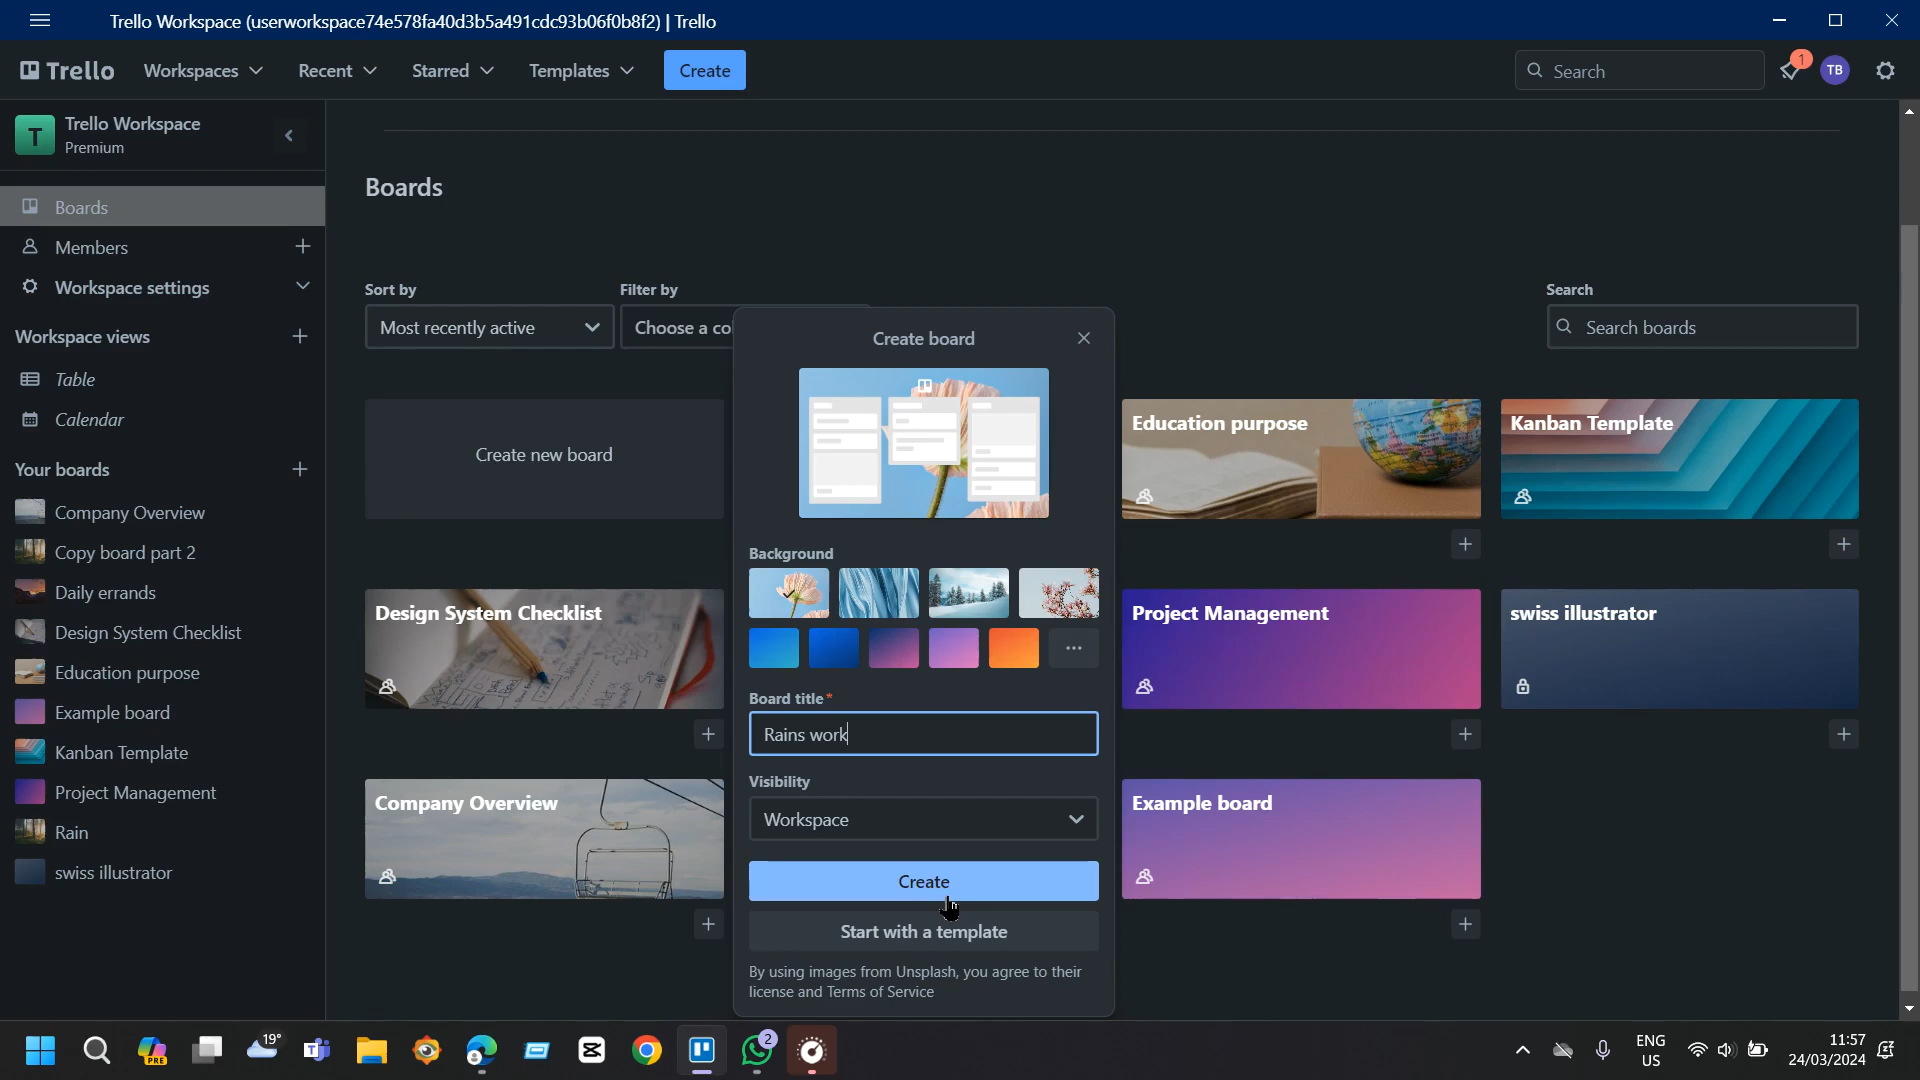 Trello Workspace (userworkspace74e578fa40d3b5a491cdc93b06f0b8f2) | Trello
Trello
Workspaces
Recent
Starred
Templates
Create
Search
1
TB
T
Trello Workspace
Premium
Boards
Members
Workspace settings
Workspace views
Table
Calendar
Your boards
Company Overview
Copy board part 2
Daily errands
Design System Checklist
Education purpose
Example board
Kanban Template
Project Management
Rain
swiss illustrator
Boards
Sort by
Most recently active
Filter by
Choose a col
Search
Search boards
Create new board
Education purpose
Kanban Template
Design System Checklist
Project Management
swiss illustrator
Company Overview
Example board
Create board
Background
Board title*
Rains work
Visibility
Workspace
Create
Start with a template
By using images from Unsplash, you agree to their
license and Terms of Service
PRE
19°
2
ENG
US
11:57
24/03/2024